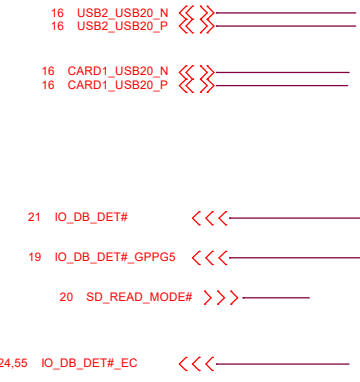 16 USB2_USB20_N
16 USB2_USB20_P
16 CARD1_USB20_N
16 CARD1_USB20_P
21 IO_DB_DET#
19 IO_DB_DET#_GPPG5
20 SD_READ_MODE#
24,55 IO_DB_DET#_EC